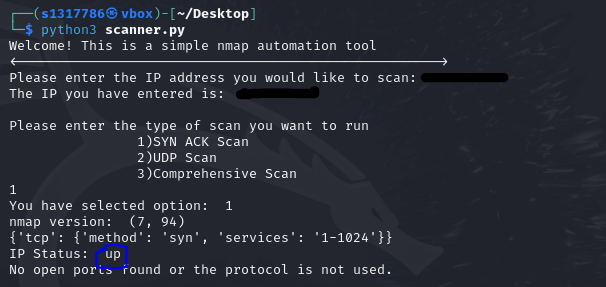 ┌──(s1317786㉿vbox)-[~/Desktop]
└─$ python3 scanner.py
Welcome! This is a simple nmap automation tool
<------------------------------------------------------>
Please enter the IP address you would like to scan:
The IP you have entered is:
Please enter the type of scan you want to run
1)SYN ACK Scan
2)UDP Scan
3)Comprehensive Scan
1
You have selected option:  1
nmap version:  (7, 94)
{'tcp': {'method': 'syn', 'services': '1-1024'}}
IP Status:  up
No open ports found or the protocol is not used.